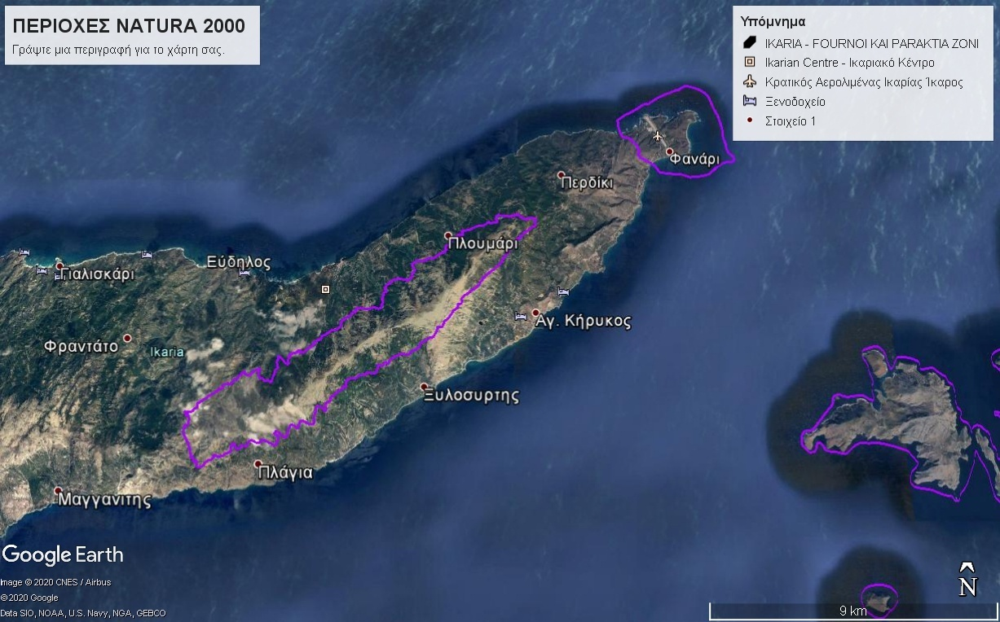 ΠΕΡΙΟΧΕΣ NATURA 2000
Γράψτε μια περιγραφή για το χάρτη σας.
Υπόμνημα
IKARIA - FOURNOI KAI PARAKTIA ZONI
Ikarian Centre - Ικαριακό Κέντρο
Κρατικός Αερολιμένας Ικαρίας Ίκαρος
Ξενοδοχείο
Στοιχείο 1
Φανάρι
Περδίκι
Πλουμάρι
Εύδηλος
Γιαλισκάρι
Αγ. Κήρυκος
Φραντάτο
Ikaria
Ξυλοσυρτης
Πλάγια
Μαγγανιτης
Google Earth
Image © 2020 CNES / Airbus
©2020 Google
Data SIO, NOAA, U.S. Navy, NGA, GEBCO
N
9 km